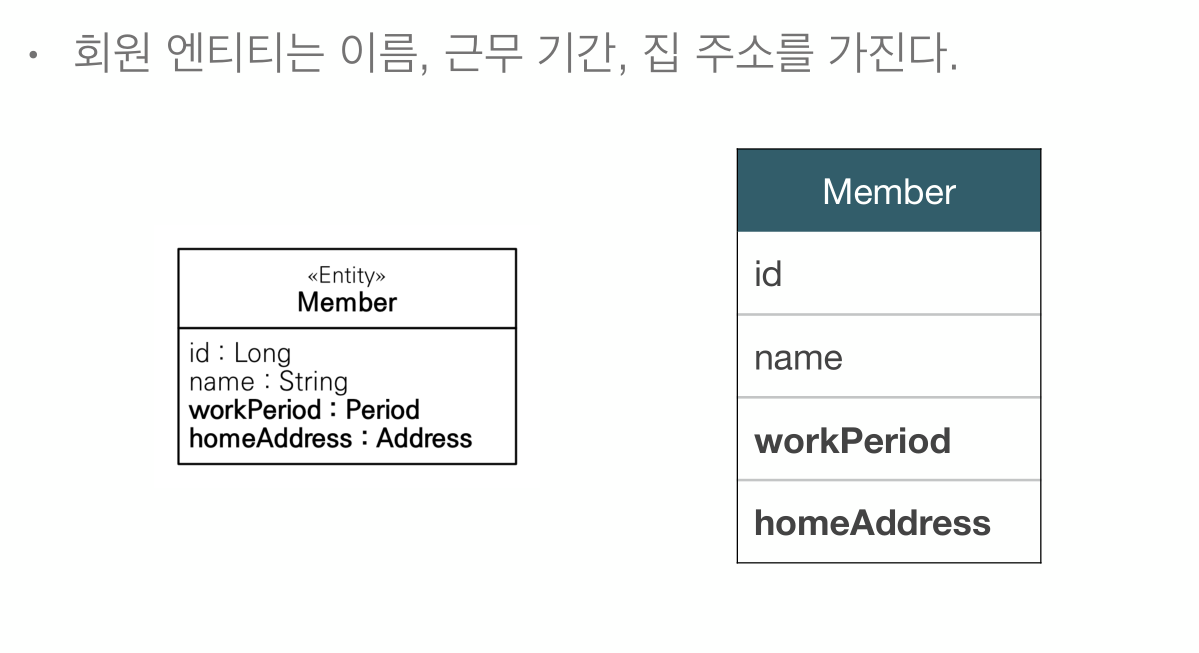 • 회원 엔티티는 이름, 근무 기간, 집 주소를 가진다.
«Entity»
Member
id : Long
name : String
workPeriod : Period
homeAddress : Address
Member
id
name
workPeriod
homeAddress